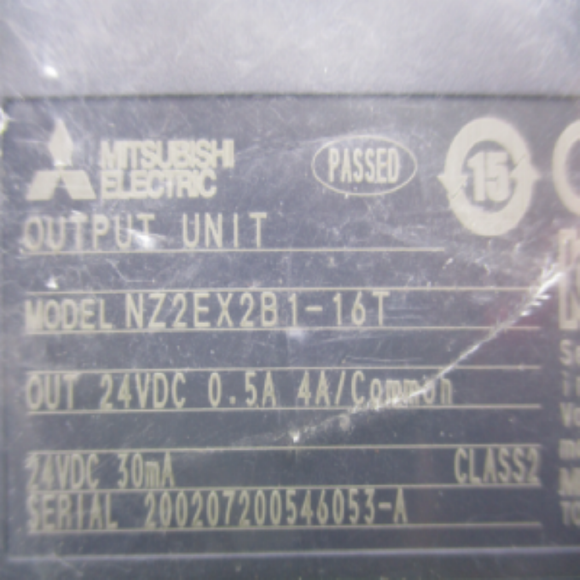 MITSUBISHI
ELECTRIC
PASSED
15
OUTPUT UNIT
MODEL NZ2EX2B1-16T
OUT 24VDC 0.5A 4A/Common
24VDC 30mA CLASS2
SERIAL 200207200546053-A